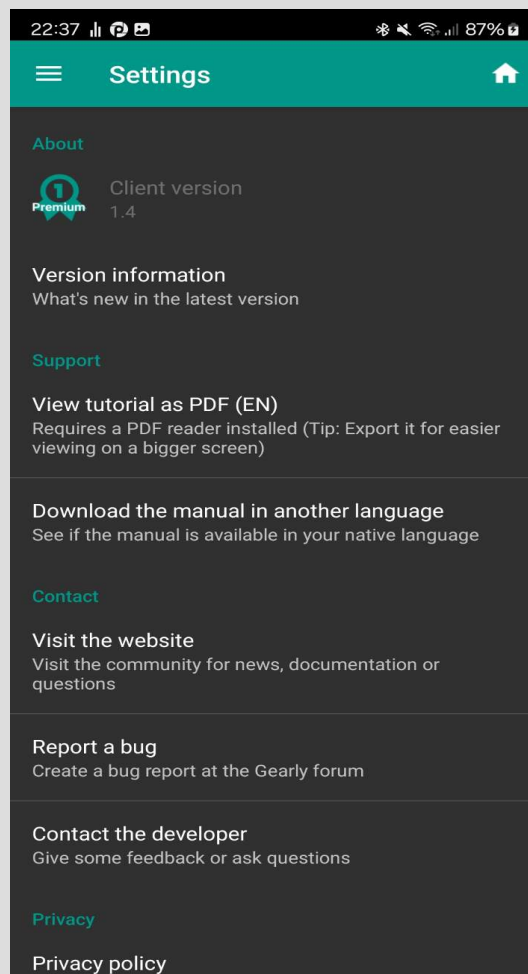 22:37
87%
Settings
About
1
Premium
Client version
1.4
Version information
What's new in the latest version
Support
View tutorial as PDF (EN)
Requires a PDF reader installed (Tip: Export it for easier
viewing on a bigger screen)
Download the manual in another language
See if the manual is available in your native language
Contact
Visit the website
Visit the community for news, documentation or
questions
Report a bug
Create a bug report at the Gearly forum
Contact the developer
Give some feedback or ask questions
Privacy
Privacy policy